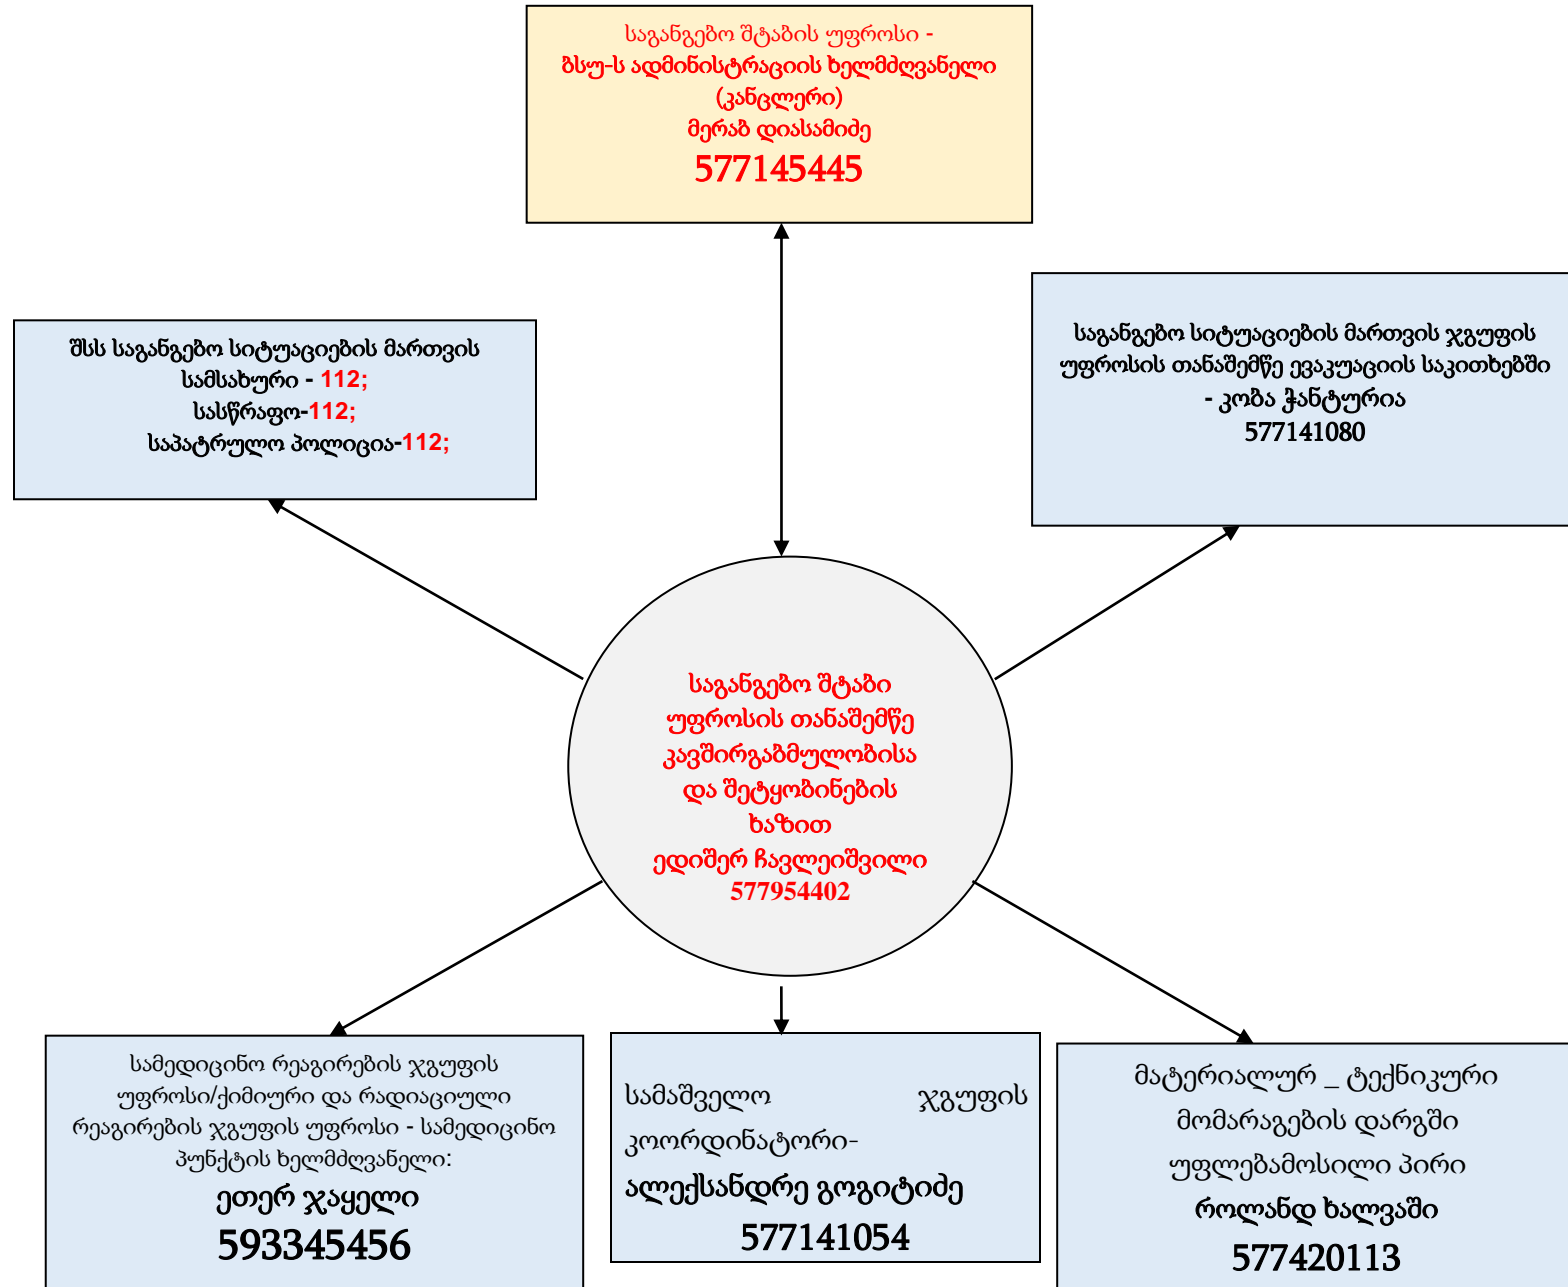 საგანგებო შტაბის უფროსი -
ბსუ-ს ადმინისტრაციის ხელმძღვანელი
(კანცლერი)
მერაბ დიასამიძე
577145445
შსს საგანგებო სიტუაციების მართვის
სამსახური - 112;
სასწრაფო-112;
საპატრულო პოლიცია-112;
საგანგებო სიტუაციების მართვის ჯგუფის
უფროსის თანაშემწე ევაკუაციის საკითხებში
- კობა ჭანტურია
577141080
საგანგებო შტაბი
უფროსის თანაშემწე
კავშირგაბმულობისა
და შეტყობინების
ხაზით
ედიშერ ჩავლეიშვილი
577954402
სამედიცინო რეაგირების ჯგუფის
უფროსი/ქიმიური და რადიაციული
რეაგირების ჯგუფის უფროსი - სამედიცინო
პუნქტის ხელმძღვანელი:
ეთერ ჯაყელი
593345456
სამაშველო ჯგუფის
კოორდინატორი-
ალექსანდრე გოგიტიძე
577141054
მატერიალურ _ ტექნიკური
მომარაგების დარგში
უფლებამოსილი პირი
როლანდ ხალვაში
577420113